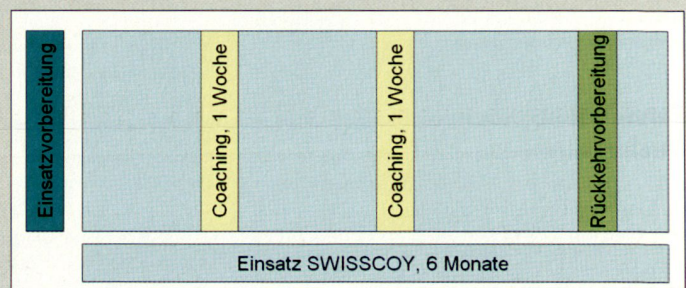 Einsatzvorbereitung
Coaching, 1 Woche
Coaching, 1 Woche
Rückkehrvorbereitung
Einsatz SWISSCOY, 6 Monate